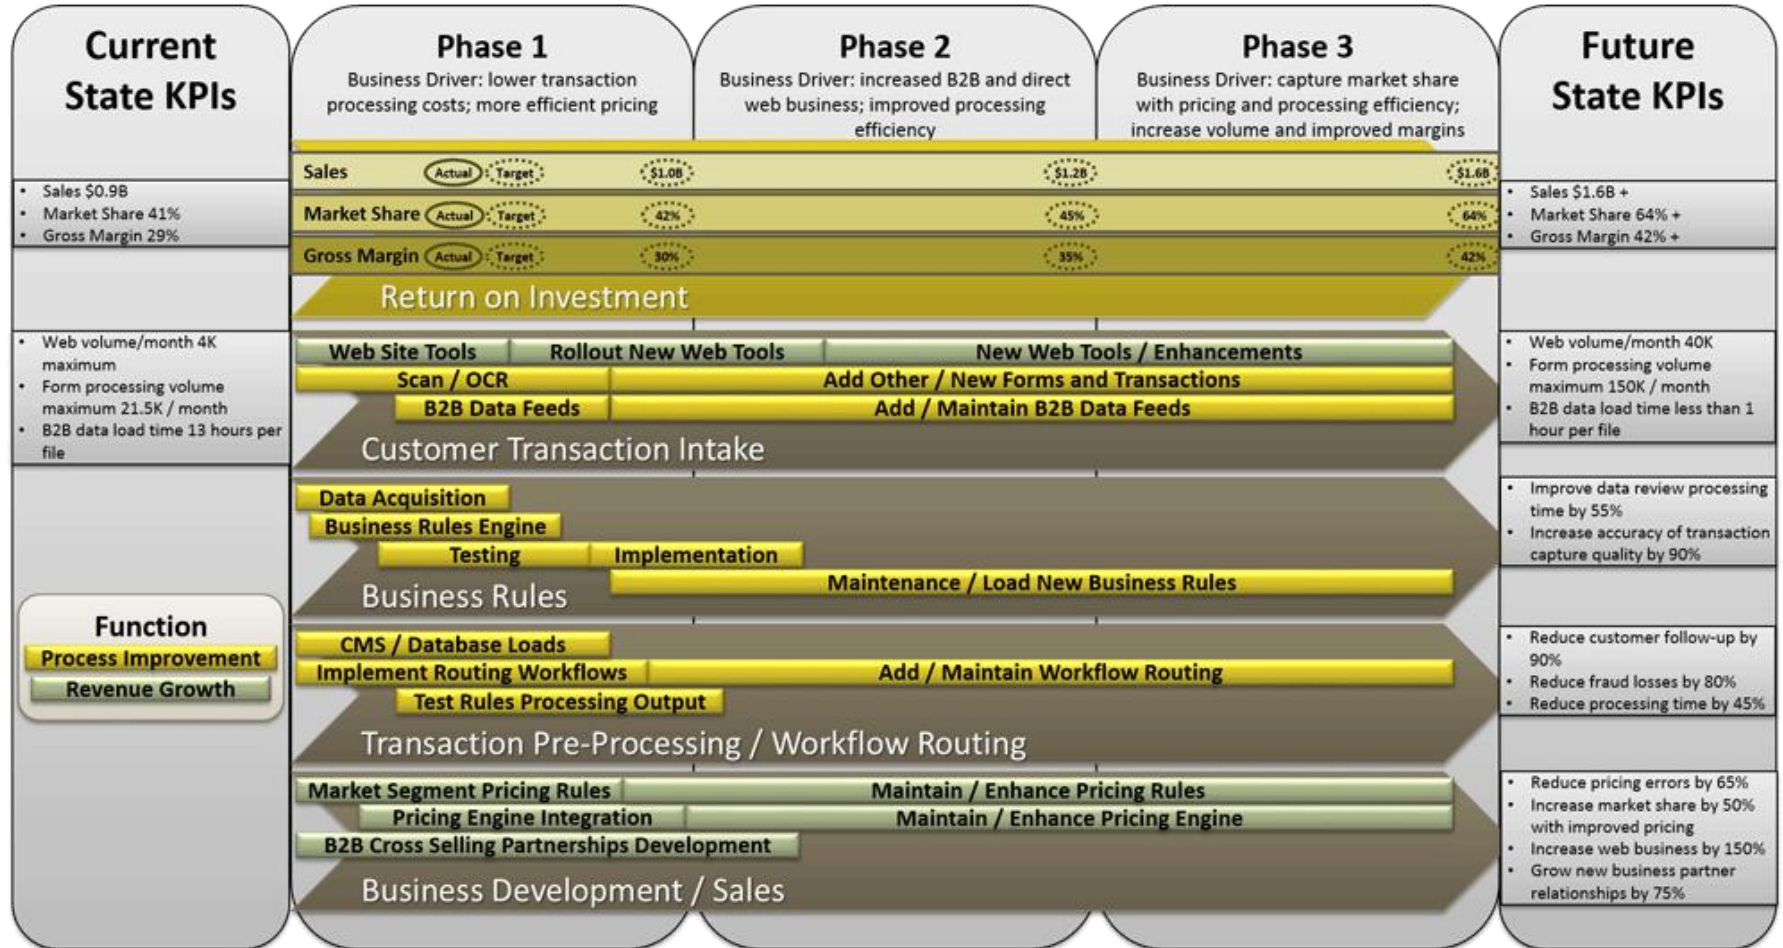 Current
State KPIs
Phase 1
Business Driver: lower transaction
processing costs; more efficient pricing
Phase 2
Business Driver: increased B2B and direct
web business; improved processing
efficiency
Phase 3
Business Driver: capture market share
with pricing and processing efficiency;
increase volume and improved margins
Future
State KPIs
• Sales $0.9B
• Market Share 41%
• Gross Margin 29%
Sales Actual Target $1.0B $1.2B $1.6B
Market Share Actual Target 42% 45% 64%
Gross Margin Actual Target 30% 35% 42%
Return on Investment
• Sales $1.6B +
• Market Share 64% +
• Gross Margin 42% +
• Web volume/month 4K
maximum
• Form processing volume
maximum 21.5K / month
• B2B data load time 13 hours per
file
Web Site Tools Rollout New Web Tools New Web Tools / Enhancements
Scan / OCR Add Other / New Forms and Transactions
B2B Data Feeds Add / Maintain B2B Data Feeds
Customer Transaction Intake
• Web volume/month 40K
• Form processing volume
maximum 150K / month
• B2B data load time less than 1
hour per file
Data Acquisition
Business Rules Engine
Testing Implementation
Maintenance / Load New Business Rules
Business Rules
• Improve data review processing
time by 55%
• Increase accuracy of transaction
capture quality by 90%
Function
Process Improvement
Revenue Growth
CMS / Database Loads
Implement Routing Workflows Add / Maintain Workflow Routing
Test Rules Processing Output
Transaction Pre-Processing / Workflow Routing
• Reduce customer follow-up by
90%
• Reduce fraud losses by 80%
• Reduce processing time by 45%
Market Segment Pricing Rules Maintain / Enhance Pricing Rules
Pricing Engine Integration Maintain / Enhance Pricing Engine
B2B Cross Selling Partnerships Development
Business Development / Sales
• Reduce pricing errors by 65%
• Increase market share by 50%
with improved pricing
• Increase web business by 150%
• Grow new business partner
relationships by 75%